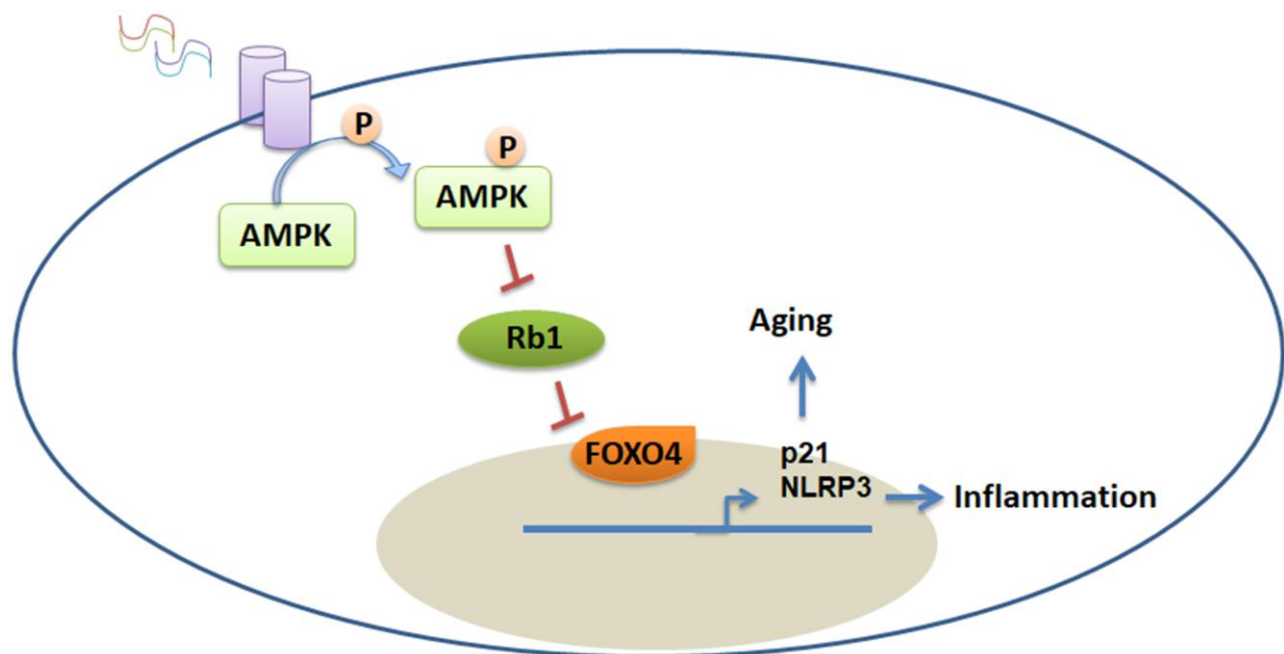 P
P
AMPK
AMPK
Rb1
Aging
FOXO4
p21
NLRP3
Inflammation